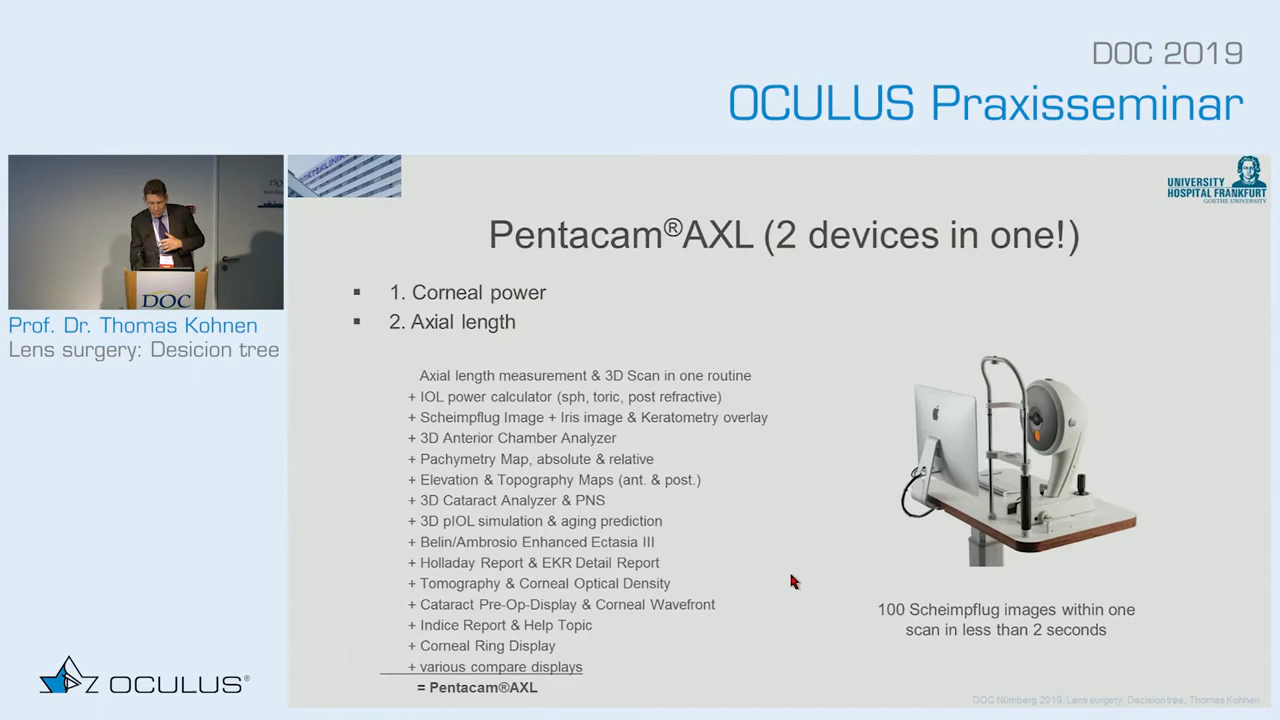 DOC 2019
OCULUS Praxisseminar
UNIVERSITY
HOSPITAL FRANKFURT
GOETHE UNIVERSITY
DOC
Prof. Dr. Thomas Kohnen
Lens surgery: Desicion tree
Pentacam®AXL (2 devices in one!)
▪ 1. Corneal power
▪ 2. Axial length
Axial length measurement & 3D Scan in one routine
+ IOL power calculator (sph, toric, post refractive)
+ Scheimpflug Image + Iris image & Keratometry overlay
+ 3D Anterior Chamber Analyzer
+ Pachymetry Map, absolute & relative
+ Elevation & Topography Maps (ant. & post.)
+ 3D Cataract Analyzer & PNS
+ 3D pIOL simulation & aging prediction
+ Belin/Ambrosio Enhanced Ectasia III
+ Holladay Report & EKR Detail Report
+ Tomography & Corneal Optical Density
+ Cataract Pre-Op-Display & Corneal Wavefront
+ Indice Report & Help Topic
+ Corneal Ring Display
+ various compare displays
= Pentacam®AXL
100 Scheimpflug images within one
scan in less than 2 seconds
OCULUS®
DOC Nürnberg 2019. Lens surgery. Decision tree. Thomas Kohnen